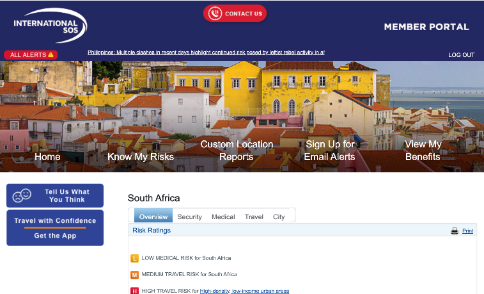 INTERNATIONAL
SOS
CONTACT US
MEMBER PORTAL
ALL ALERTS
Philippines: Multiple clashes in recent days highlight continued risk posed by leftist rebel activity in af
LOG OUT
Home
Know My Risks
Custom Location
Reports
Sign Up for
Email Alerts
View My
Benefits
Tell Us What
You Think
Travel with Confidence
Get the App
South Africa
Overview Security Medical Travel City
Risk Ratings
Print
L LOW MEDICAL RISK for South Africa
M MEDIUM TRAVEL RISK for South Africa
H HIGH TRAVEL RISK for High-density, low-income urban areas